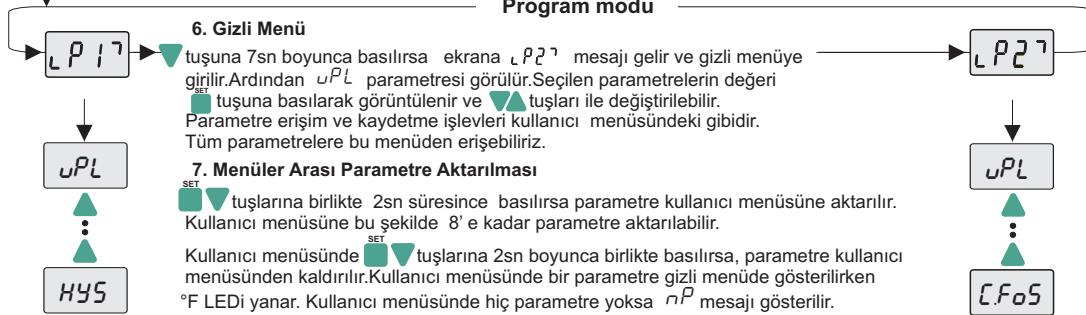 Program modu
6. Gizli Menü
LP1
tuşuna 7sn boyunca basılırsa ekrana LP2 mesajı gelir ve gizli menüye
LP2
girilir.Ardından uPL parametresi görülür.Seçilen parametrelerin değeri
SET tuşuna basılarak görüntülenir ve tuşları ile değiştirilebilir.
Parametre erişim ve kaydetme işlevleri kullanıcı menüsündeki gibidir.
Tüm parametrelere bu menüden erişebiliriz.
uPL
uPL
7. Menüler Arası Parametre Aktarılması
SET tuşlarına birlikte 2sn süresince basılırsa parametre kullanıcı menüsüne aktarılır.
Kullanıcı menüsüne bu şekilde 8' e kadar parametre aktarılabilir.
Kullanıcı menüsünde SET tuşlarına 2sn boyunca birlikte basılırsa, parametre kullanıcı
menüsünden kaldırılır.Kullanıcı menüsünde bir parametre gizli menüde gösterilirken
°F LEDi yanar. Kullanıcı menüsünde hiç parametre yoksa nP mesajı gösterilir.
HYS
C.FoS